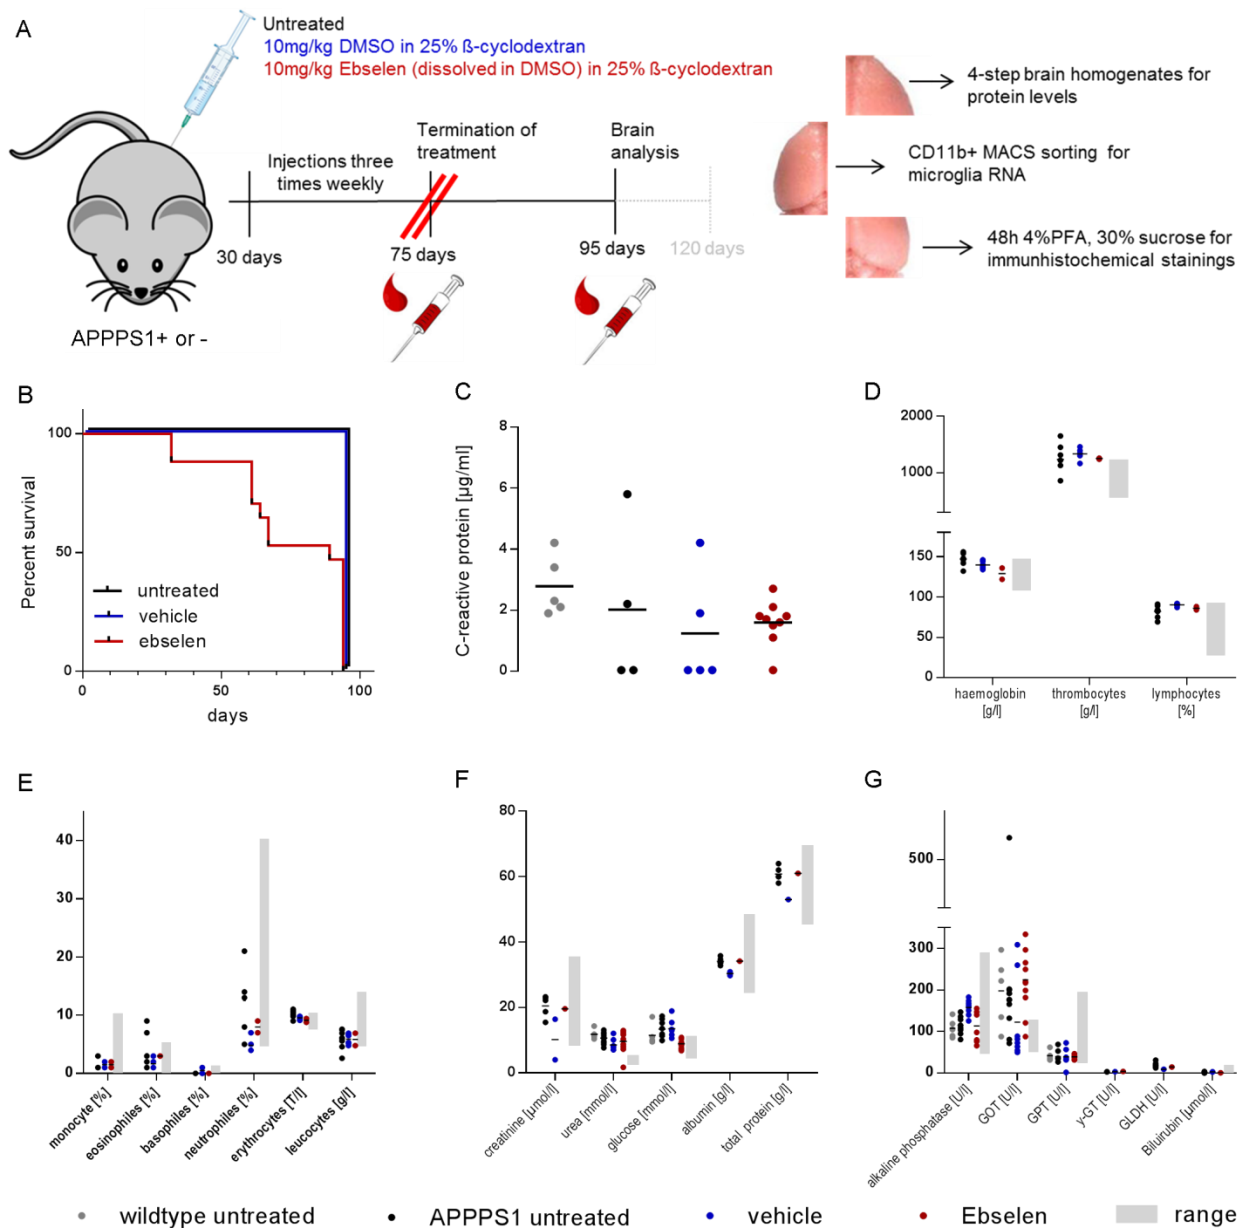 A
Untreated
10mg/kg DMSO in 25% ß-cyclodextran
10mg/kg Ebselen (dissolved in DMSO) in 25% ß-cyclodextran
Injections three
times weekly
Termination of
treatment
Brain
analysis
30 days
75 days
95 days
120 days
APPPS1+ or -
4-step brain homogenates for
protein levels
CD11b+ MACS sorting for
microglia RNA
48h 4%PFA, 30% sucrose for
immunhistochemical stainings
B
Percent survival
100
50
0
untreated
vehicle
ebselen
0
50
100
days
C
C-reactive protein [µg/ml]
8
6
4
2
0
D
2000
1000
150
100
50
0
haemoglobin
[g/l]
thrombocytes
[g/l]
lymphocytes
[%]
E
40
30
20
10
0
monocyte [%]
eosinophiles [%]
basophiles [%]
neutrophiles [%]
erythrocytes [T/l]
leucocytes [g/l]
F
80
60
40
20
0
creatinine [µmol/l]
urea [mmol/l]
glucose [mmol/l]
albumin [g/l]
total protein [g/l]
G
500
300
200
100
0
alkaline phosphatase [U/l]
GOT [U/l]
GPT [U/l]
y-GT [U/l]
GLDH [U/l]
Biluirubin [µmol/l]
wildtype untreated
APPPS1 untreated
vehicle
Ebselen
range